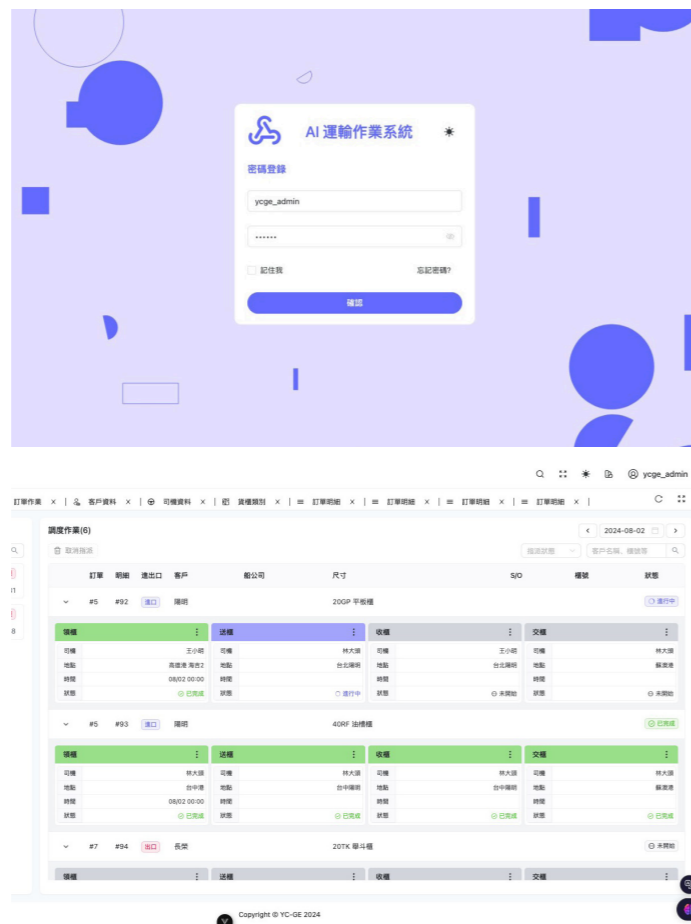 AI 運輸作業系統
密碼登錄
ycge_admin
••••••
記住我 忘記密碼?
確認
ycge_admin
訂單作業 × | 客戶資料 × | 司機資料 × | 貨櫃類別 × | 訂單明細 × | 訂單明細 × | 訂單明細 × | 訂單明細 × |
調度作業(6) 2024-08-02
取消指派 指派狀態 客戶名稱、櫃號等
訂單 明細 進出口 客戶 船公司 尺寸 S/O 櫃號 狀態
#5 #92 進口 陽明 20GP 平板櫃 進行中
領櫃 送櫃 收櫃 交櫃
司機 王小明 司機 林大頭 司機 王小明 司機 林大頭
地點 高雄港 海吉2 地點 台北陽明 地點 台北陽明 地點 蘇澳港
時間 08/02 00:00 時間 時間 時間
狀態 已完成 狀態 進行中 狀態 未開始 狀態 未開始
#5 #93 進口 陽明 40RF 油槽櫃 已完成
領櫃 送櫃 收櫃 交櫃
司機 林大頭 司機 林大頭 司機 林大頭 司機 林大頭
地點 台中港 地點 台中陽明 地點 台中陽明 地點 蘇澳港
時間 08/02 00:00 時間 時間 時間
狀態 已完成 狀態 已完成 狀態 已完成 狀態 已完成
#7 #94 出口 長榮 20TK 舉斗櫃 未開始
領櫃 送櫃 收櫃 交櫃
Copyright © YC-GE 2024